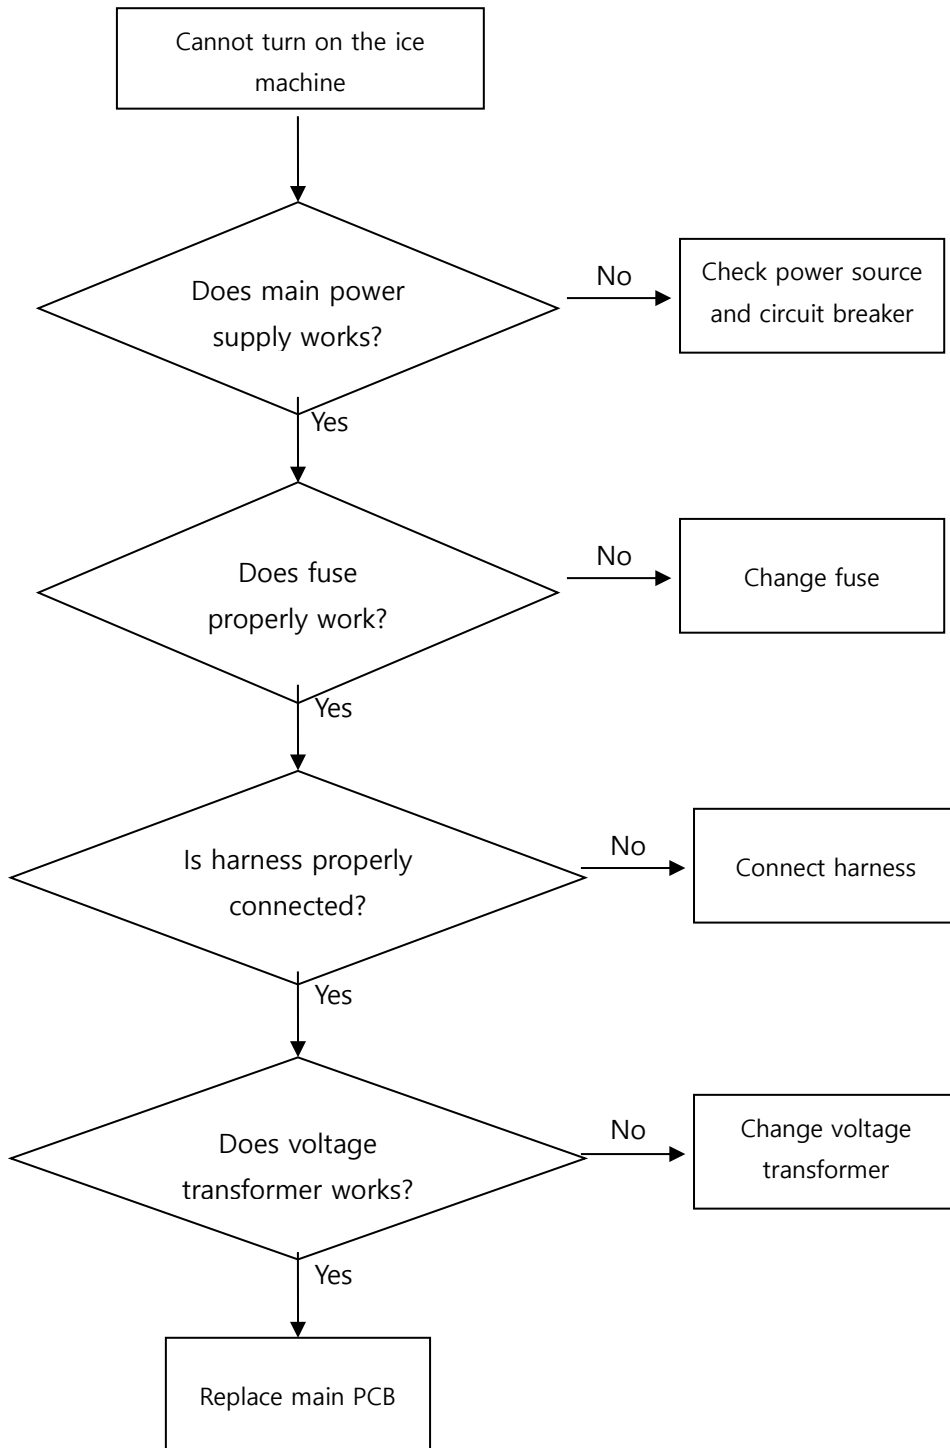 Cannot turn on the ice
machine
Does main power
supply works?
No
Check power source
and circuit breaker
Yes
Does fuse
properly work?
No
Change fuse
Yes
Is harness properly
connected?
No
Connect harness
Yes
Does voltage
transformer works?
No
Change voltage
transformer
Yes
Replace main PCB